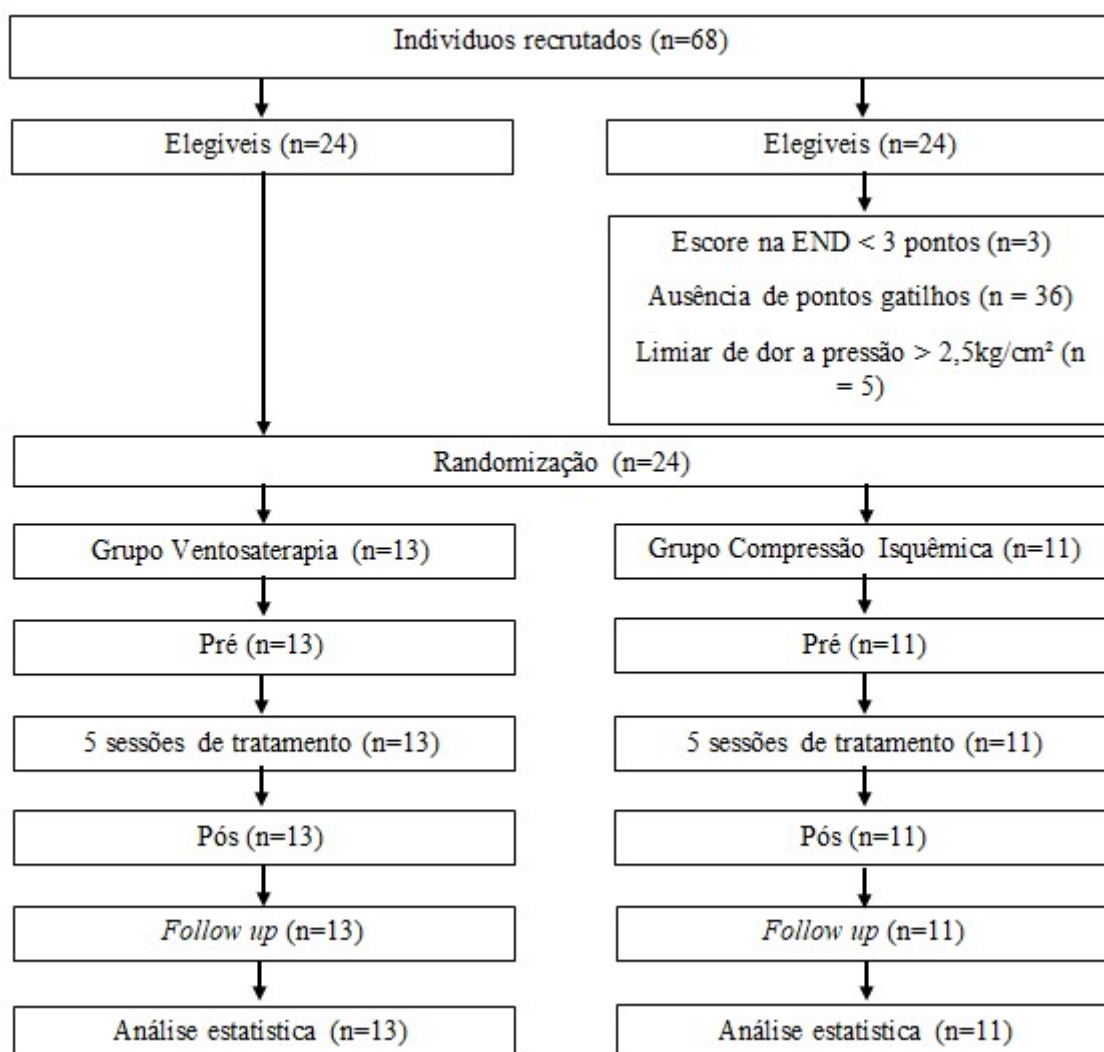 Indivíduos recrutados (n=68)
Elegíveis (n=24)
Elegíveis (n=24)
Escore na END < 3 pontos (n=3)
Ausência de pontos gatilhos (n = 36)
Limiar de dor a pressão > 2,5kg/cm² (n
= 5)
Randomização (n=24)
Grupo Ventosaterapia (n=13)
Grupo Compressão Isquêmica (n=11)
Pré (n=13)
Pré (n=11)
5 sessões de tratamento (n=13)
5 sessões de tratamento (n=11)
Pós (n=13)
Pós (n=11)
Follow up (n=13)
Follow up (n=11)
Análise estatística (n=13)
Análise estatística (n=11)